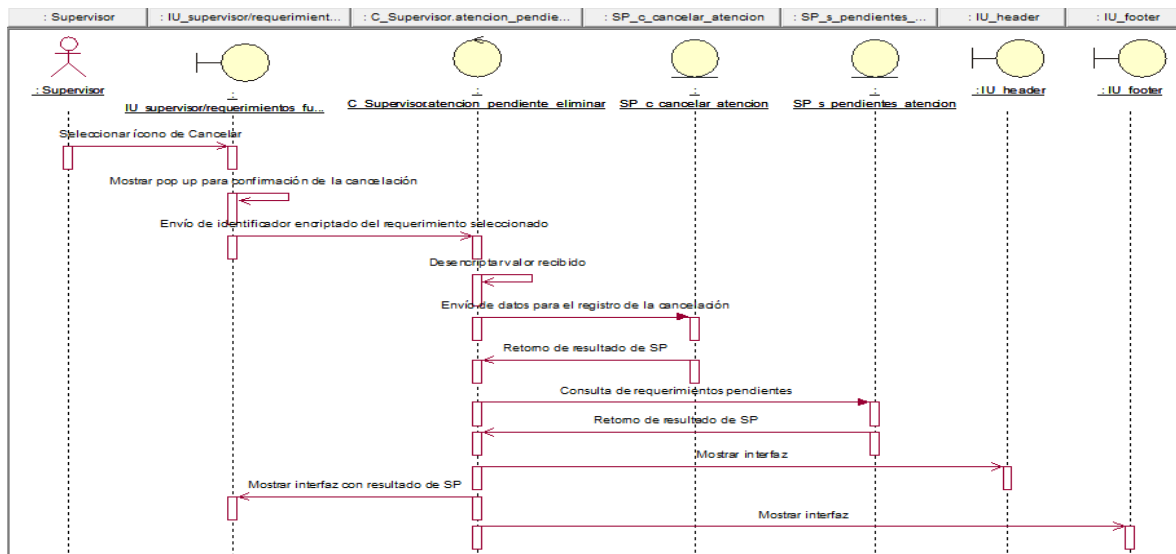 : Supervisor
: IU_supervisor/requerimient...
: C_Supervisor.atencion_pendie...
: SP_c_cancelar_atencion
: SP_s_pendientes_...
: IU_header
: IU_footer
: Supervisor
:
IU_supervisor/requerimientos_fu...
:
C_Supervisor.atencion_pendiente_eliminar
:
SP_c_cancelar_atencion
:
SP_s_pendientes_atencion
: IU_header
: IU_footer
Seleccionar ícono de Cancelar
Mostrar pop up para confirmación de la cancelación
Envío de identificador encriptado del requerimiento seleccionado
Desencriptar valor recibido
Envío de datos para el registro de la cancelación
Retorno de resultado de SP
Consulta de requerimientos pendientes
Retorno de resultado de SP
Mostrar interfaz
Mostrar interfaz con resultado de SP
Mostrar interfaz